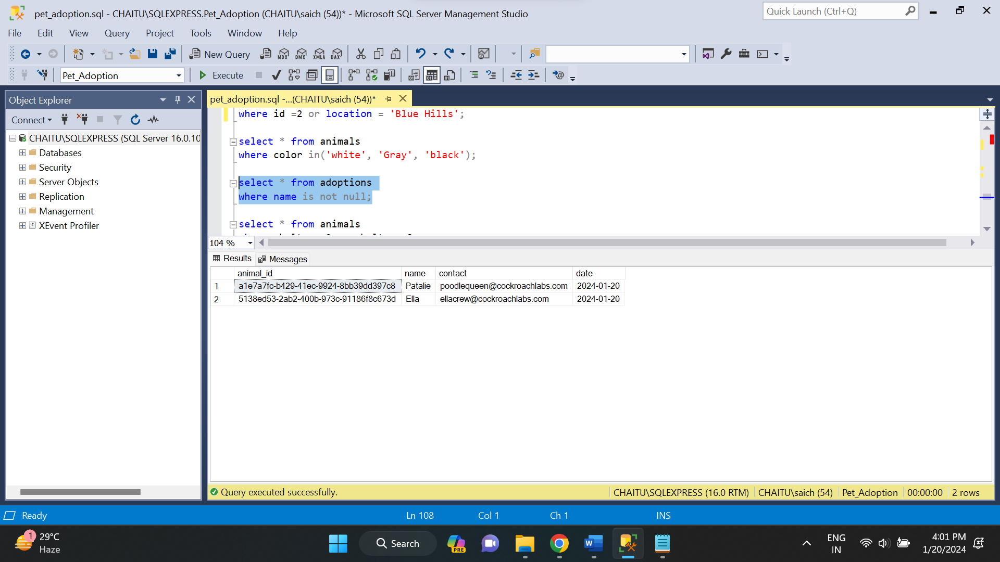 pet_adoption.sql - CHAITU\SQLEXPRESS.Pet_Adoption (CHAITU\saich (54))* - Microsoft SQL Server Management Studio
Quick Launch (Ctrl+Q)
File Edit View Query Project Tools Window Help
New Query MDX DMX XMLA DAX
Pet_Adoption Execute
Object Explorer
Connect
CHAITU\SQLEXPRESS (SQL Server 16.0.10
Databases
Security
Server Objects
Replication
Management
XEvent Profiler
pet_adoption.sql -...(CHAITU\saich (54))*
where id =2 or location = 'Blue Hills';
select * from animals
where color in('white', 'Gray', 'black');
select * from adoptions
where name is not null;
select * from animals
104 %
Results Messages
animal_id name contact date
1 a1e7a7fc-b429-41ec-9924-8bb39dd397c8 Patalie poodlequeen@cockroachlabs.com 2024-01-20
2 5138ed53-2ab2-400b-973c-91186f8c673d Ella ellacrew@cockroachlabs.com 2024-01-20
Query executed successfully. CHAITU\SQLEXPRESS (16.0 RTM) CHAITU\saich (54) Pet_Adoption 00:00:00 2 rows
Ready Ln 108 Col 1 Ch 1 INS
1 29°C
Haze
Search
PRE
W
ENG
IN
4:01 PM
1/20/2024